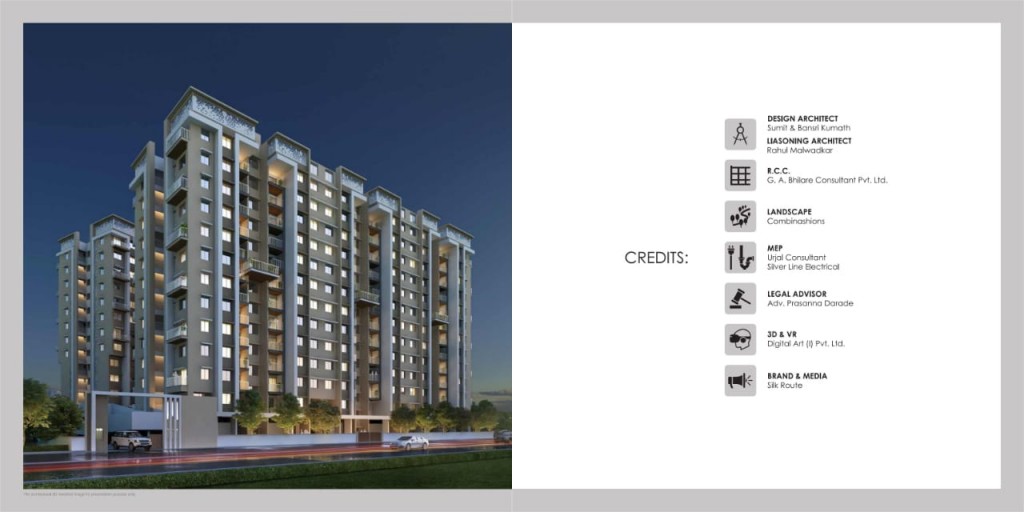 CREDITS:
DESIGN ARCHITECT
Sumit & Bansri Kumath
LIASONING ARCHITECT
Rahul Malwadkar
R.C.C.
G. A. Bhilare Consultant Pvt. Ltd.
LANDSCAPE
Combinashions
MEP
Urjal Consultant
Silver Line Electrical
LEGAL ADVISOR
Adv. Prasanna Darade
3D & VR
Digital Art (I) Pvt. Ltd.
BRAND & MEDIA
Silk Route